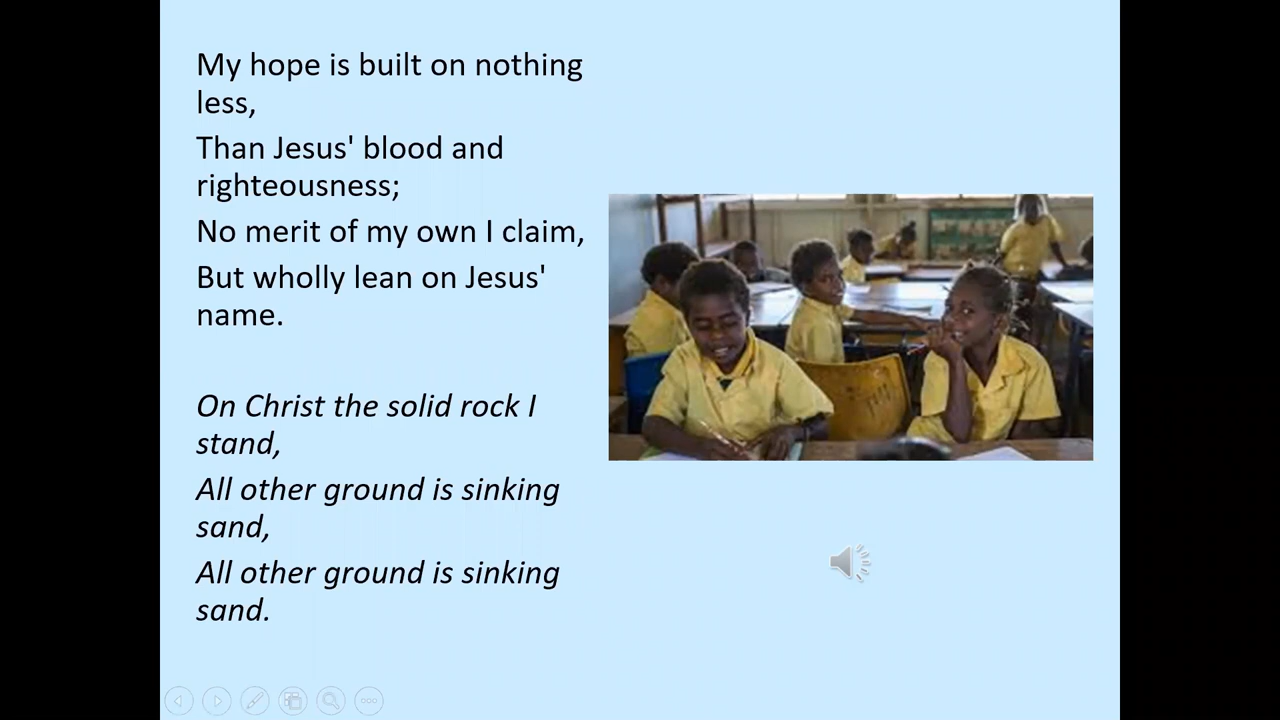 My hope is built on nothing
less,
Than Jesus' blood and
righteousness;
No merit of my own I claim,
But wholly lean on Jesus'
name.
On Christ the solid rock I
stand,
All other ground is sinking
sand,
All other ground is sinking
sand.